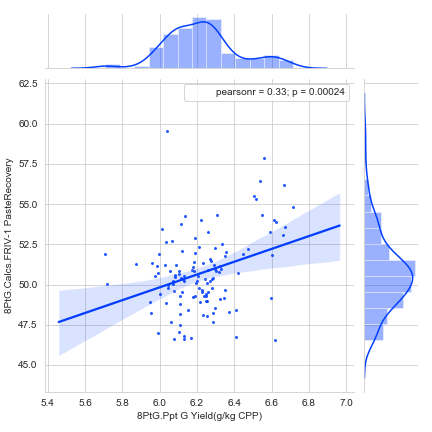 pearsonr = 0.33; p = 0.00024
62.5
60.0
57.5
55.0
52.5
50.0
47.5
45.0
8PtG.Calcs.FRIV-1 PasteRecovery
5.4 5.6 5.8 6.0 6.2 6.4 6.6 6.8 7.0
8PtG.Ppt G Yield(g/kg CPP)